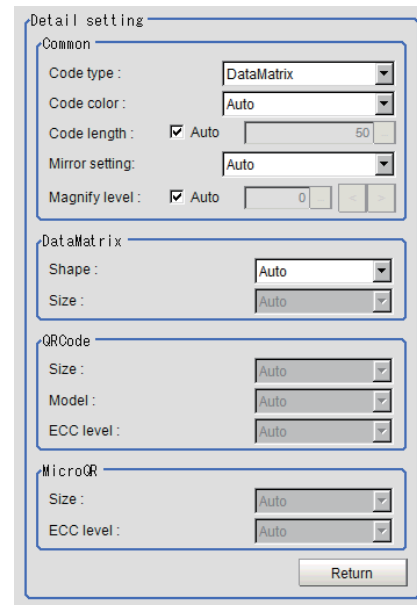 Detail setting
Common
Code type : DataMatrix
Code color : Auto
Code length : Auto 50 ...
Mirror setting: Auto
Magnify level : Auto 0 ... < >
DataMatrix
Shape : Auto
Size : Auto
QRCode
Size : Auto
Model : Auto
ECC level : Auto
MicroQR
Size : Auto
ECC level : Auto
Return